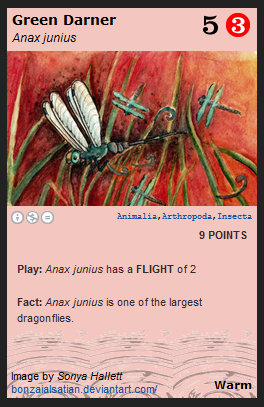 Green Darner
5 3
Anax junius
Animalia,Arthropoda,Insecta
9 POINTS
Play: Anax junius has a FLIGHT of 2
Fact: Anax junius is one of the largest
dragonflies.
Image by Sonya Hallett
bonzaialsatian.deviantart.com/
Warm